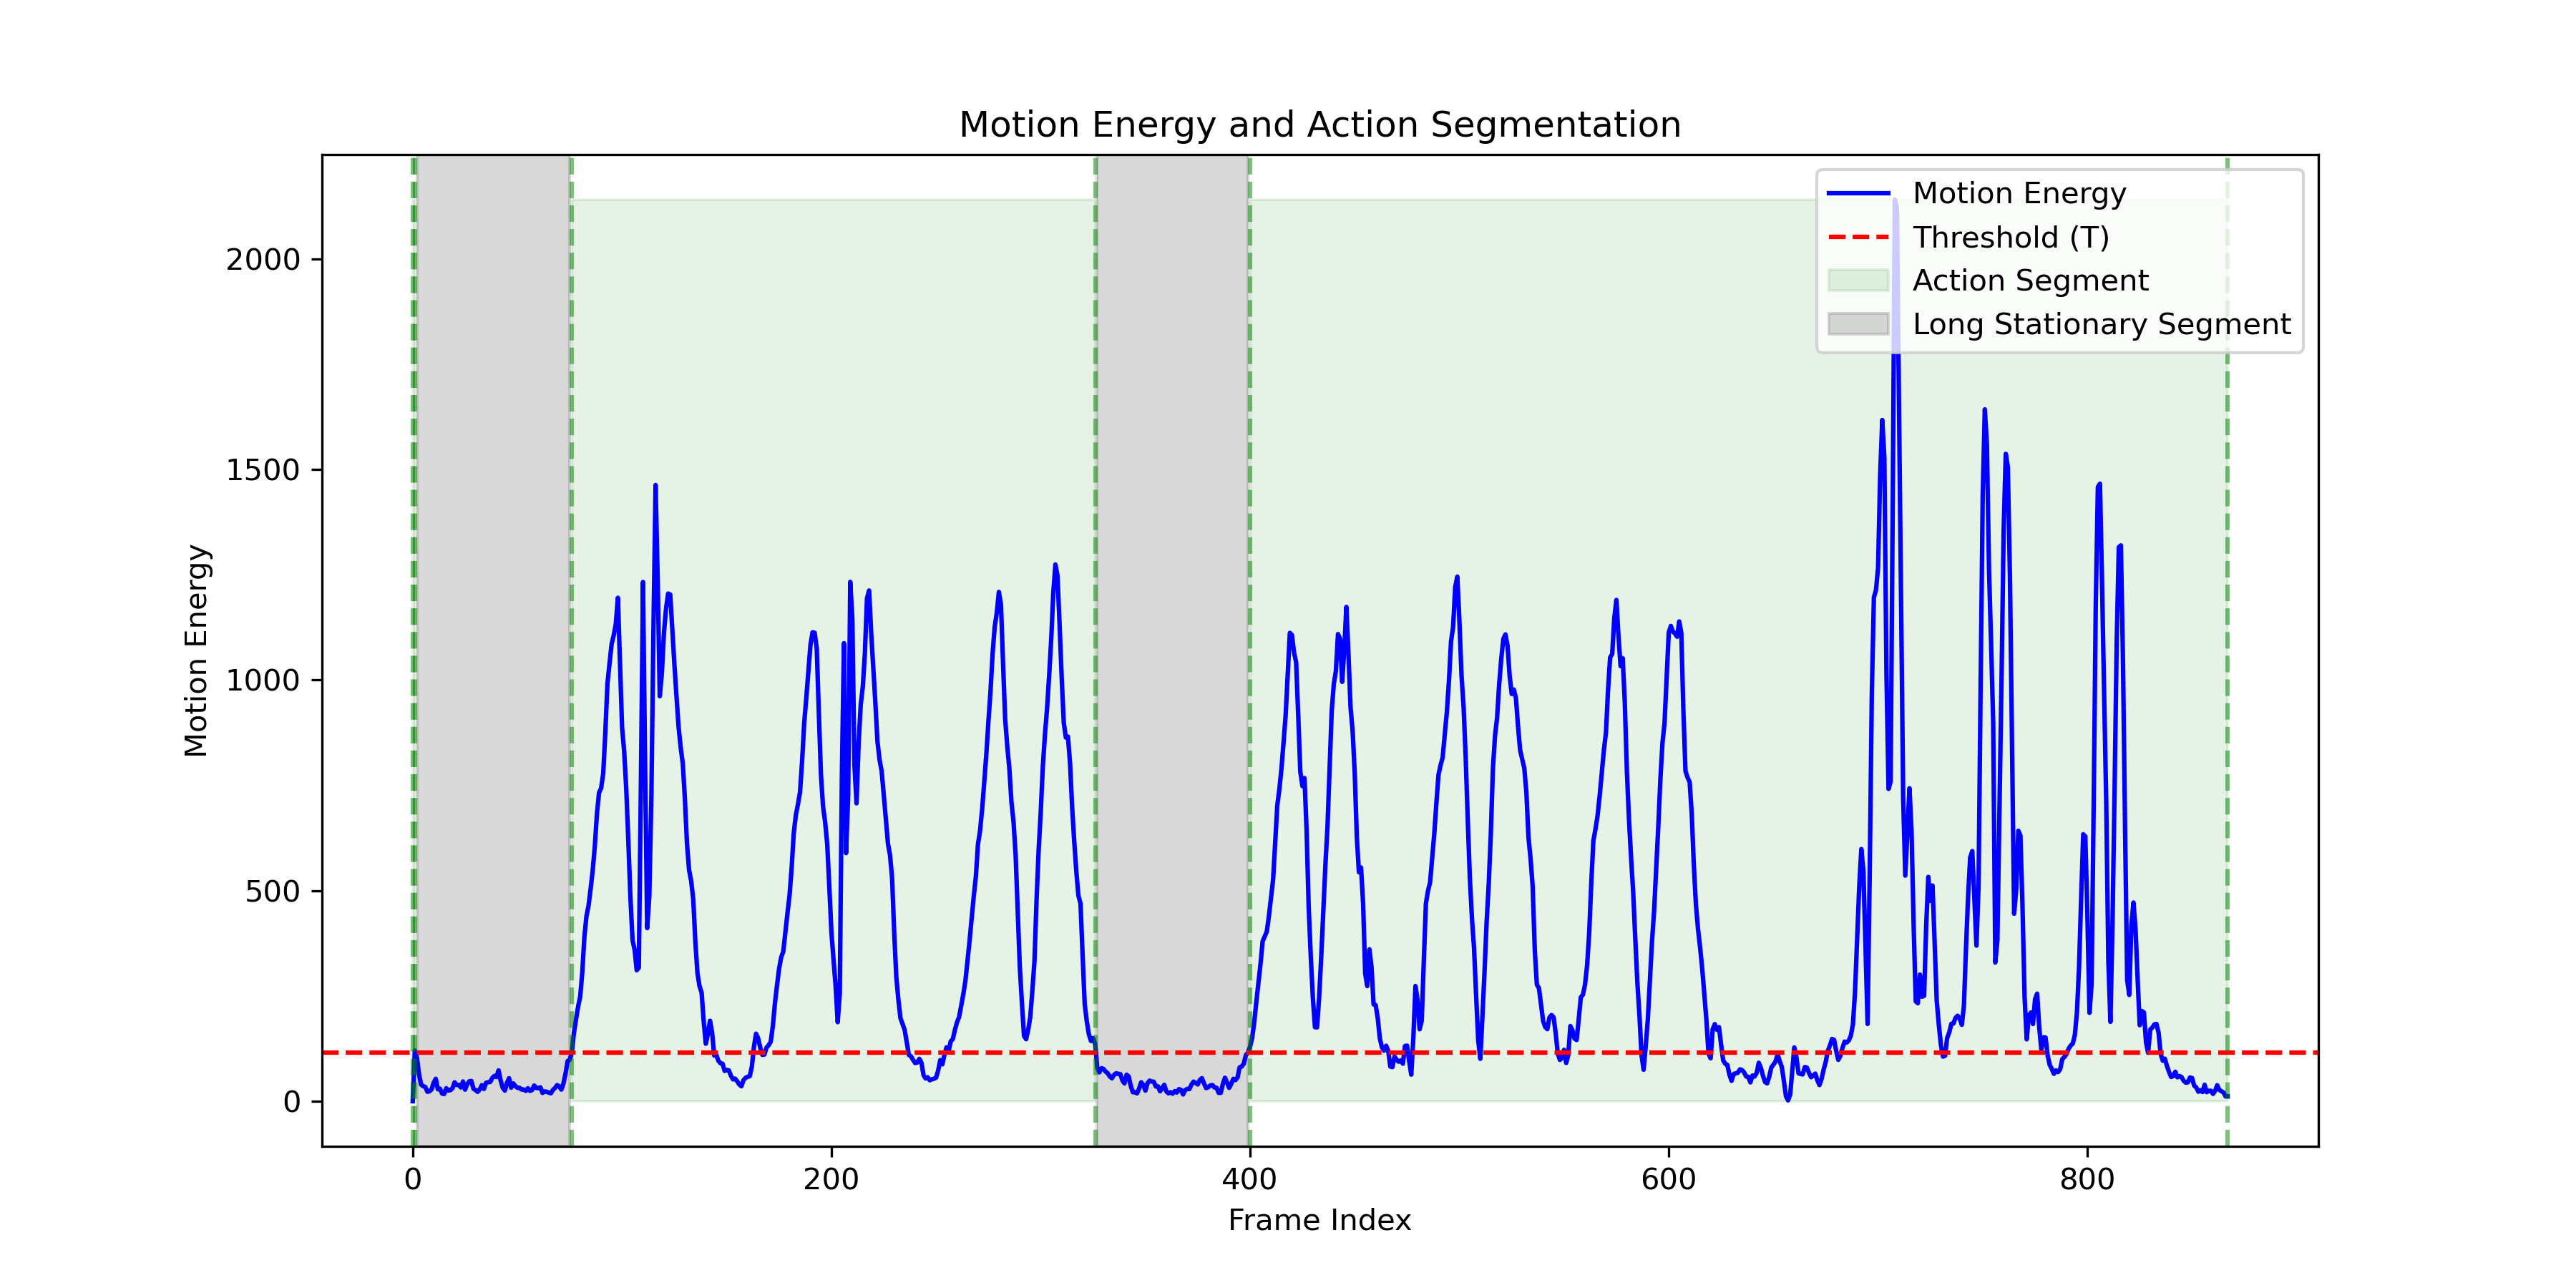 Motion Energy and Action Segmentation
Motion Energy
Threshold (T)
Action Segment
Long Stationary Segment
2000
1500
1000
500
0
Motion Energy
0 200 400 600 800
Frame Index